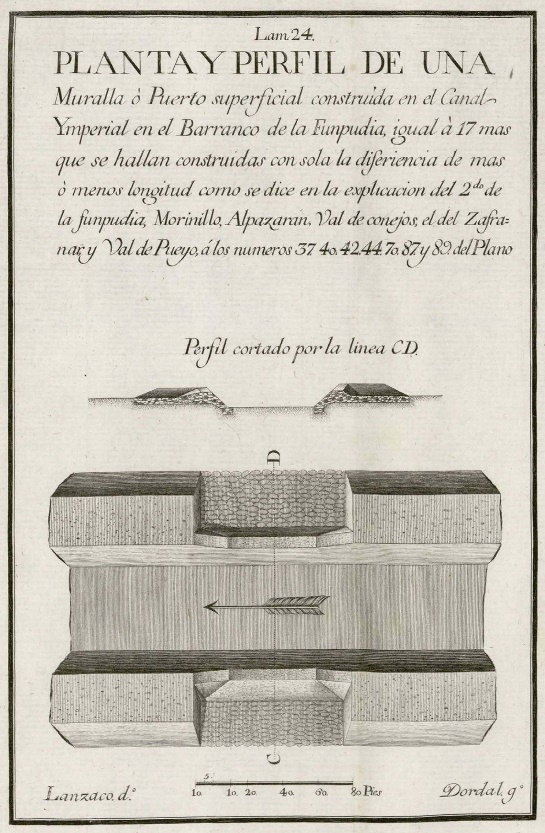 Lam. 24.
PLANTA Y PERFIL DE UNA
Muralla ò Puerto superficial construida en el Canal
Ymperial en el Barranco de la Funpudia, igual à 17 mas
que se hallan construidas con sola la diferiencia de mas
ò menos longitud como se dice en la explicacion del 2.do de
la funpudia, Morinillo, Alpazaran. Val de conejos, el del Zafra=
nar, y Val de Pueyo, á los numeros 37 40. 42. 44. 70. 87 y 89. del Plano
Perfil cortado por la linea C.D.
D
C
5.
10. 10. 20. 40. 60. 80 Pies
Lanzaco, d.º
Dordal, gº